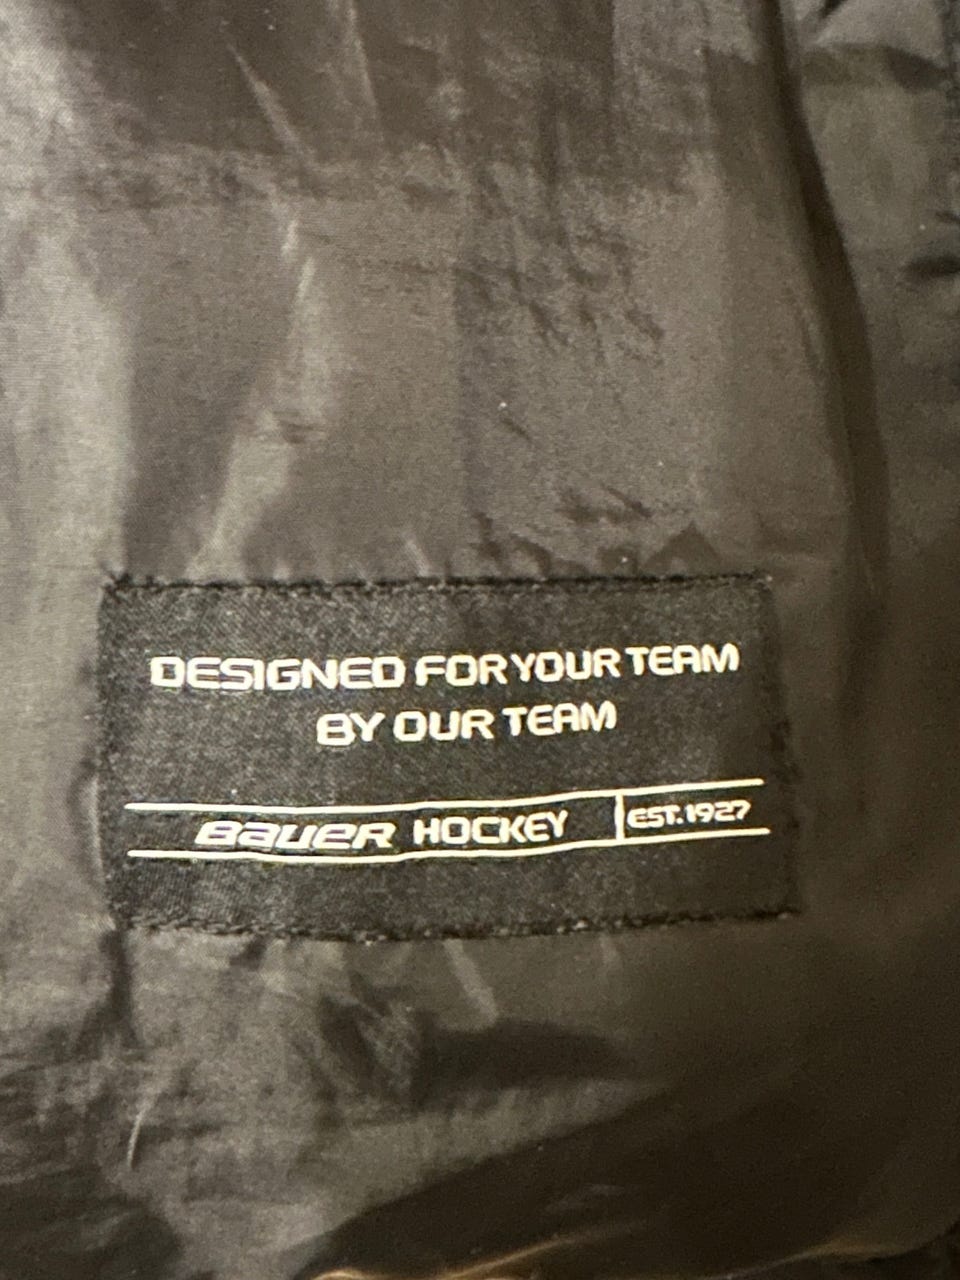 DESIGNED FOR YOUR TEAM
BY OUR TEAM
BAUER HOCKEY EST. 1927